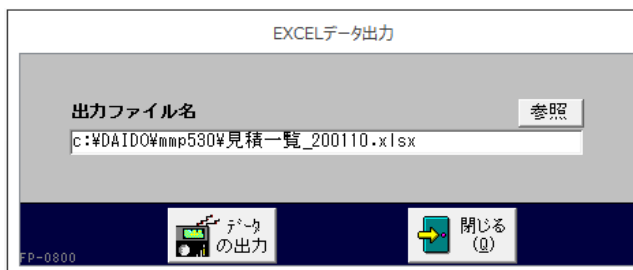 EXCELデータ出力
出力ファイル名
参照
c:¥DAIDO¥mmp530¥見積一覧_200110.xlsx
データ
の出力
閉じる
(Q)
FP-0800